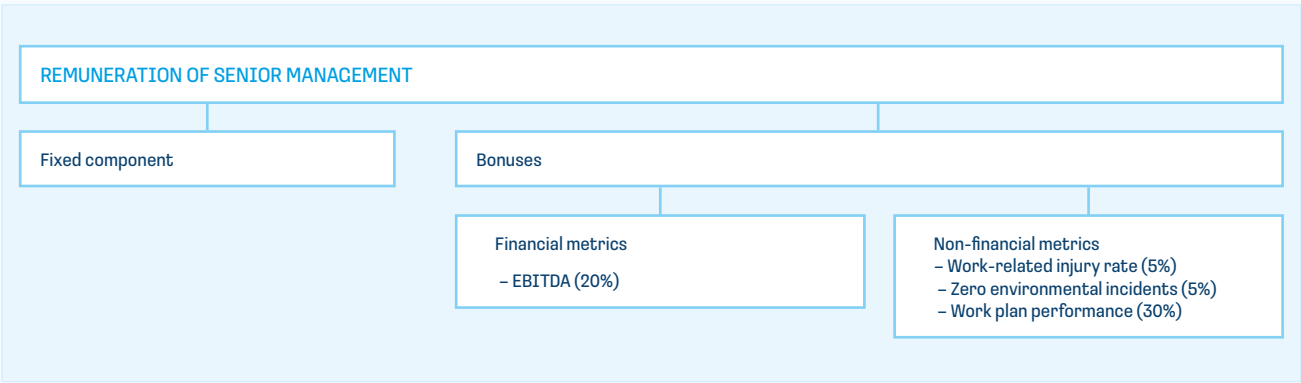 REMUNERATION OF SENIOR MANAGEMENT
Fixed component
Bonuses
Financial metrics
– EBITDA (20%)
Non-financial metrics
– Work-related injury rate (5%)
– Zero environmental incidents (5%)
– Work plan performance (30%)